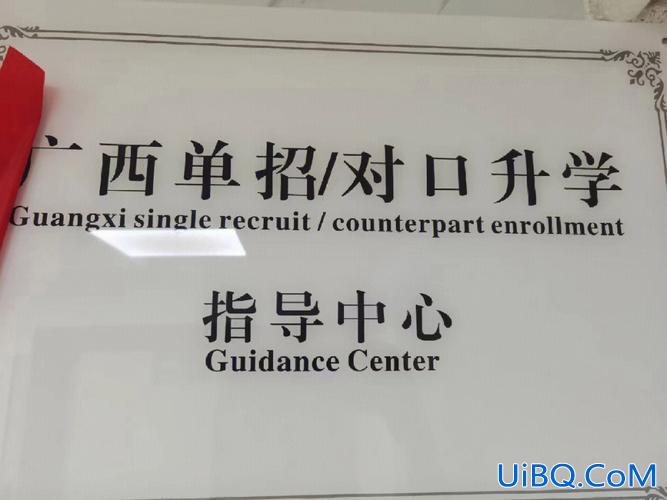 广西单招/对口升学
Guangxi single recruit / counterpart enrollment
指导中心
Guidance Center
UiBQ.CoM